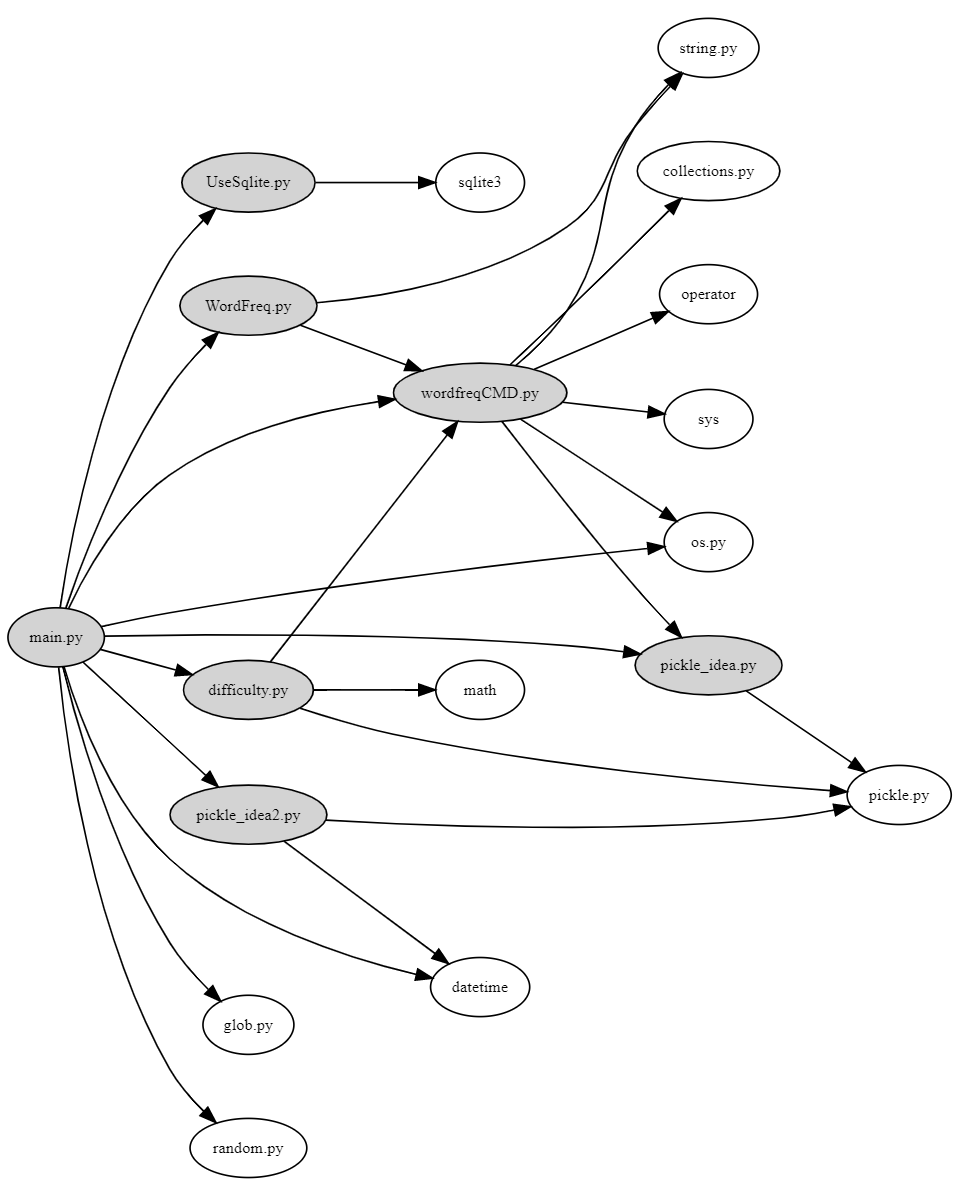 string.py
collections.py
UseSqlite.py
sqlite3
operator
WordFreq.py
wordfreqCMD.py
sys
os.py
main.py
pickle_idea.py
difficulty.py
math
pickle.py
pickle_idea2.py
datetime
glob.py
random.py